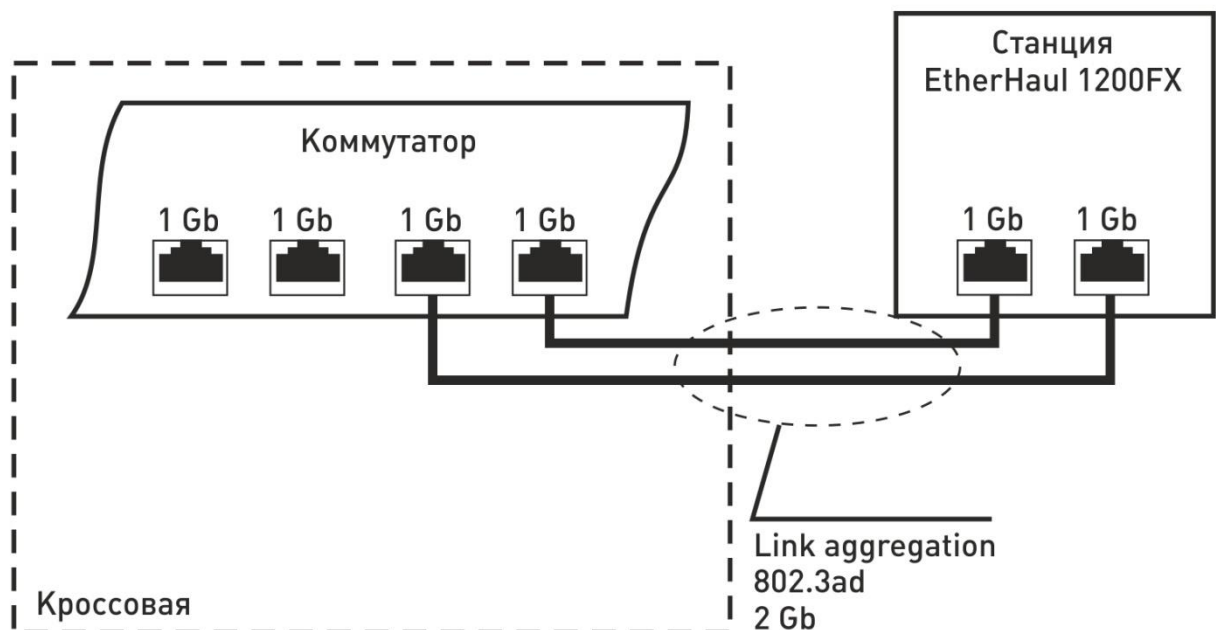 Станция
EtherHaul 1200FX
Коммутатор
1 Gb 1 Gb 1 Gb 1 Gb
1 Gb 1 Gb
Link aggregation
802.3ad
2 Gb
Кроссовая